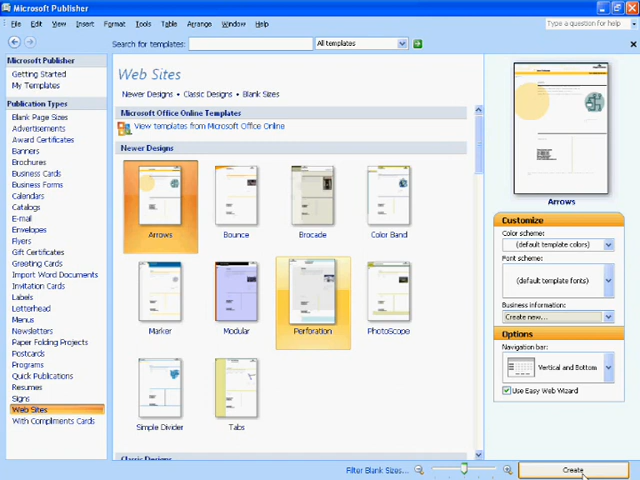 Microsoft Publisher
File Edit View Insert Format Tools Table Arrange Window Help
Type a question for help
Search for templates: All templates
Microsoft Publisher
Getting Started
My Templates
Publication Types
Blank Page Sizes
Advertisements
Award Certificates
Banners
Brochures
Business Cards
Business Forms
Calendars
Catalogs
E-mail
Envelopes
Flyers
Gift Certificates
Greeting Cards
Import Word Documents
Invitation Cards
Labels
Letterhead
Menus
Newsletters
Paper Folding Projects
Postcards
Programs
Quick Publications
Resumes
Signs
Web Sites
With Compliments Cards
Web Sites
Newer Designs • Classic Designs • Blank Sizes
Microsoft Office Online Templates
View templates from Microsoft Office Online
Newer Designs
Arrows Bounce Brocade Color Band
Marker Modular Perforation PhotoScope
Simple Divider Tabs
Classic Designs
Filter Blank Sizes...
Arrows
Customize
Color scheme:
(default template colors)
Font scheme:
(default template fonts)
Business information:
Create new...
Options
Navigation bar:
Vertical and Bottom
Use Easy Web Wizard
Create